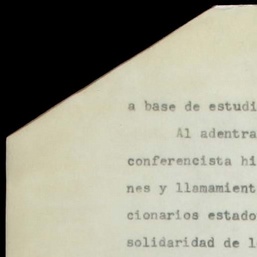 a base de estudi
Al adentra
conferencista hi
nes y llamamient
cionarios estado
solidaridad de l